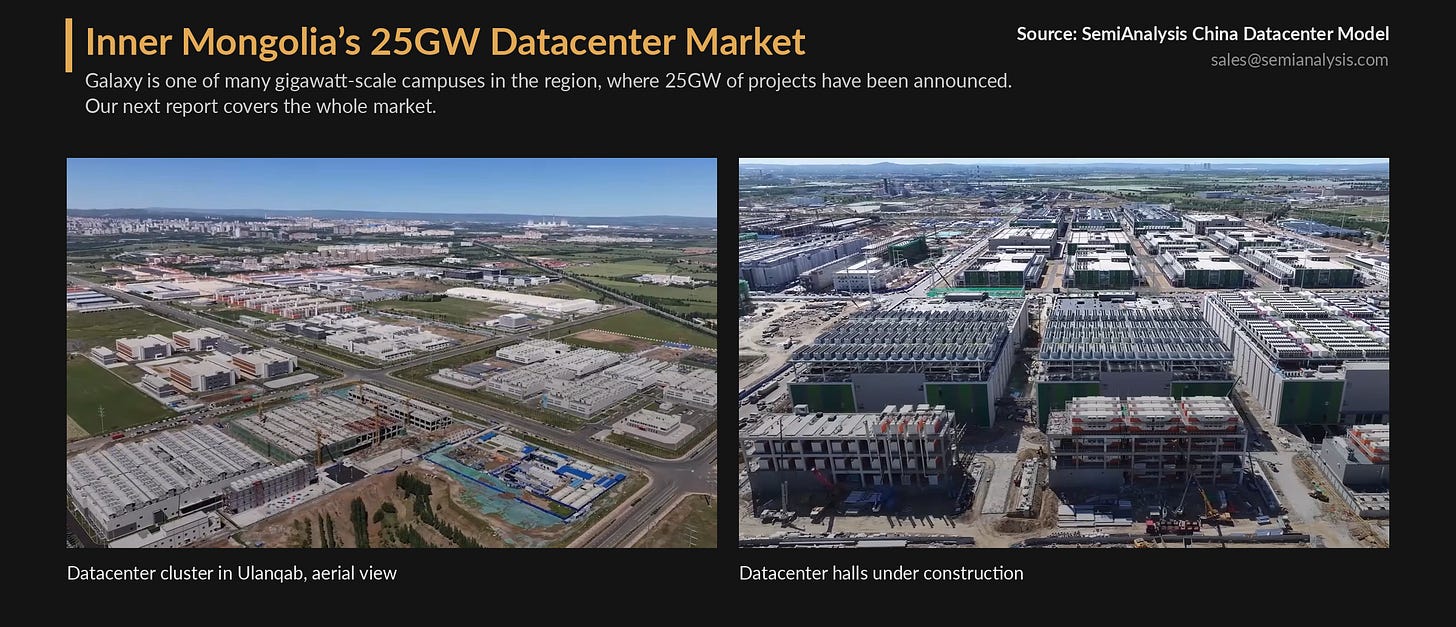 Inner Mongolia’s 25GW Datacenter Market
Source: SemiAnalysis China Datacenter Model
sales@semianalysis.com
Galaxy is one of many gigawatt-scale campuses in the region, where 25GW of projects have been announced.
Our next report covers the whole market.
Datacenter cluster in Ulanqab, aerial view
Datacenter halls under construction